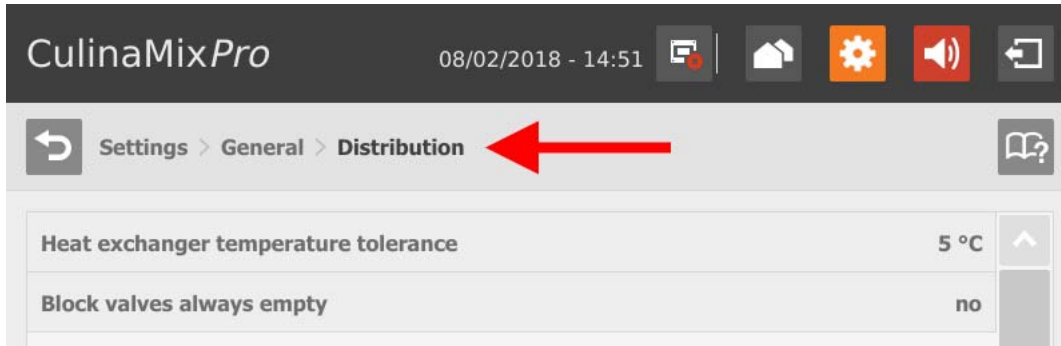 CulinaMixPro 08/02/2018 - 14:51
Settings > General > Distribution
Heat exchanger temperature tolerance 5 °C
Block valves always empty no